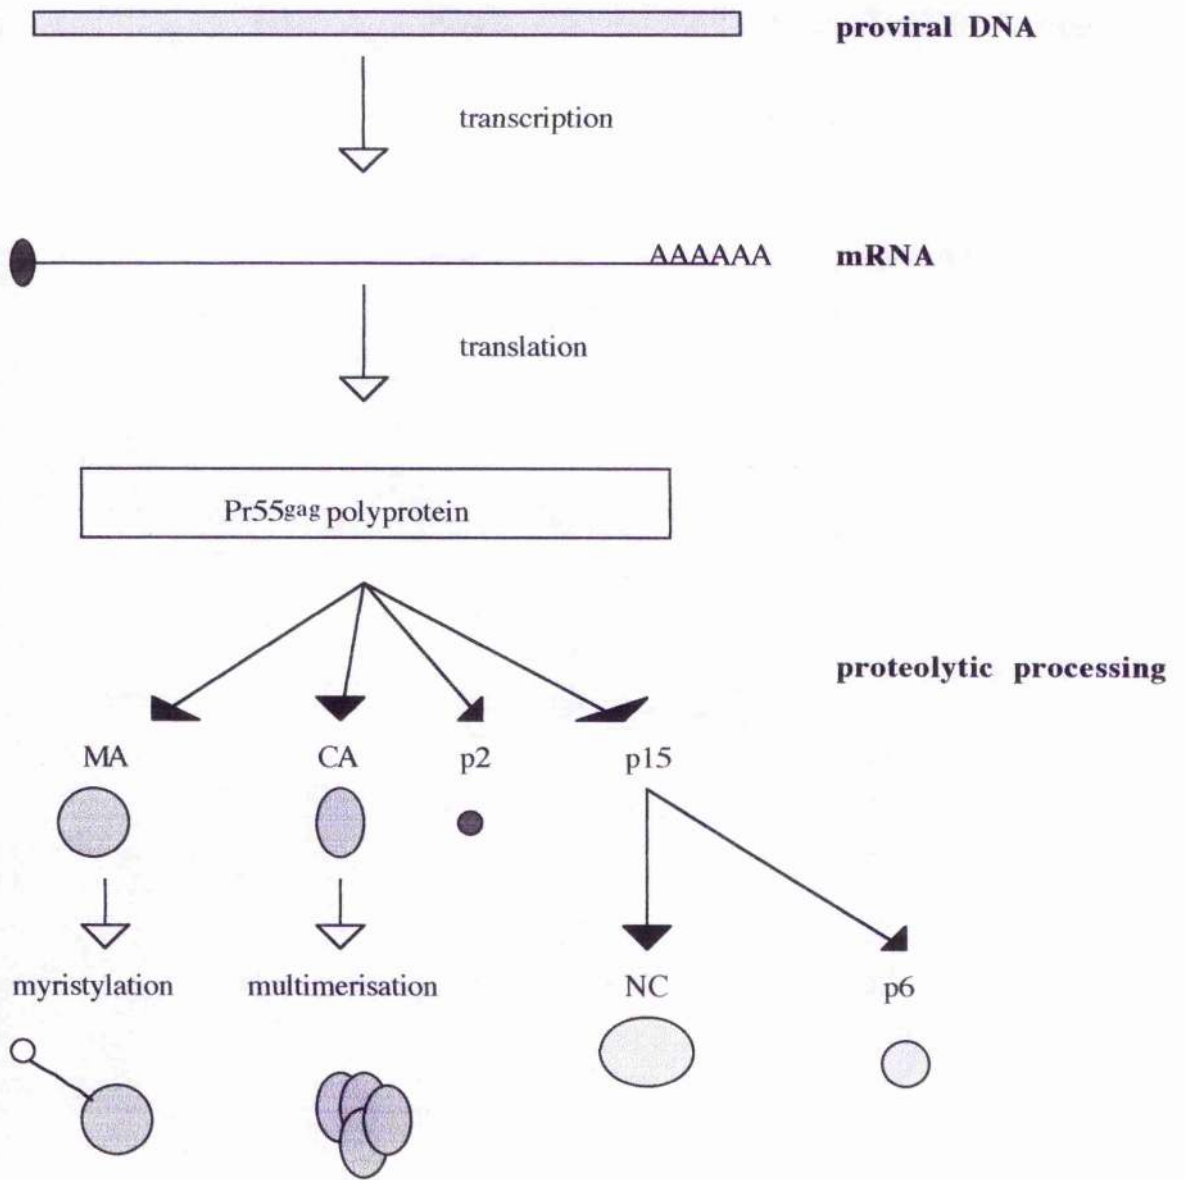 proviral DNA
transcription
AAAAAA
mRNA
translation
Pr55gag polyprotein
proteolytic processing
MA
CA
p2
p15
myristylation
multimerisation
NC
p6